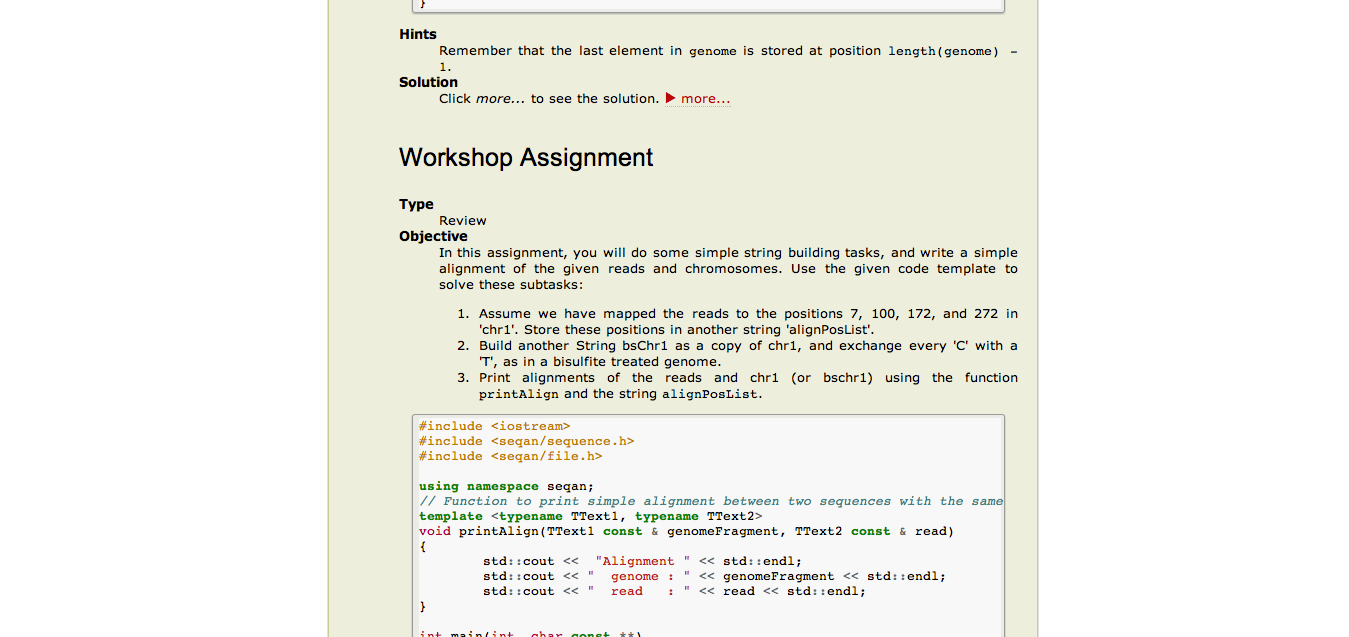 }
Hints
Remember that the last element in genome is stored at position length(genome) -
1.
Solution
Click more... to see the solution. ▶ more...
Workshop Assignment
Type
Review
Objective
In this assignment, you will do some simple string building tasks, and write a simple
alignment of the given reads and chromosomes. Use the given code template to
solve these subtasks:
1. Assume we have mapped the reads to the positions 7, 100, 172, and 272 in
'chr1'. Store these positions in another string 'alignPosList'.
2. Build another String bsChr1 as a copy of chr1, and exchange every 'C' with a
'T', as in a bisulfite treated genome.
3. Print alignments of the reads and chr1 (or bschr1) using the function
printAlign and the string alignPosList.
#include <iostream>
#include <seqan/sequence.h>
#include <seqan/file.h>
using namespace seqan;
// Function to print simple alignment between two sequences with the same
template <typename TText1, typename TText2>
void printAlign(TText1 const & genomeFragment, TText2 const & read)
{
std::cout << "Alignment " << std::endl;
std::cout << " genome : " << genomeFragment << std::endl;
std::cout << " read : " << read << std::endl;
}
int main(int, char const **)